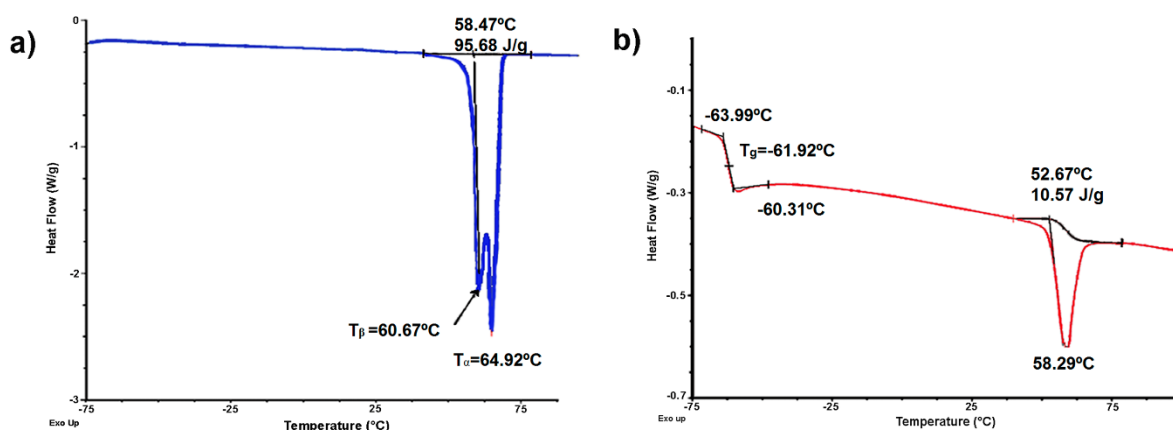 a)
58.47ºC
95.68 J/g
0
-1
-2
-3
Heat Flow (W/g)
Tβ=60.67ºC
Tα=64.92ºC
-75
-25
25
75
Exo Up
Temperature (°C)
b)
-0.1
-0.3
-0.5
-0.7
Heat Flow (W/g)
-63.99ºC
Tg=-61.92ºC
-60.31ºC
52.67ºC
10.57 J/g
58.29ºC
-75
-25
25
75
Exo Up
Temperature (°C)